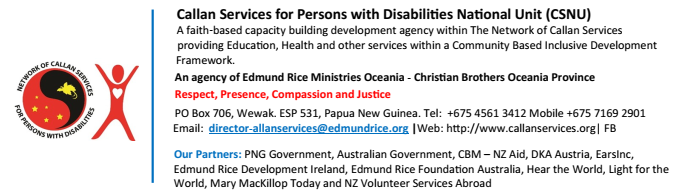 Callan Services for Persons with Disabilities National Unit (CSNU)
A faith-based capacity building development agency within The Network of Callan Services
providing Education, Health and other services within a Community Based Inclusive Development
Framework.
An agency of Edmund Rice Ministries Oceania - Christian Brothers Oceania Province
Respect, Presence, Compassion and Justice
PO Box 706, Wewak. ESP 531, Papua New Guinea. Tel: +675 4561 3412 Mobile +675 7169 2901
Email: director-allanservices@edmundrice.org |Web: http://www.callanservices.org| FB
Our Partners: PNG Government, Australian Government, CBM – NZ Aid, DKA Austria, EarsInc,
Edmund Rice Development Ireland, Edmund Rice Foundation Australia, Hear the World, Light for the
World, Mary MacKillop Today and NZ Volunteer Services Abroad
NETWORK OF CALLAN SERVICES
FOR PERSONS WITH DISABILITIES